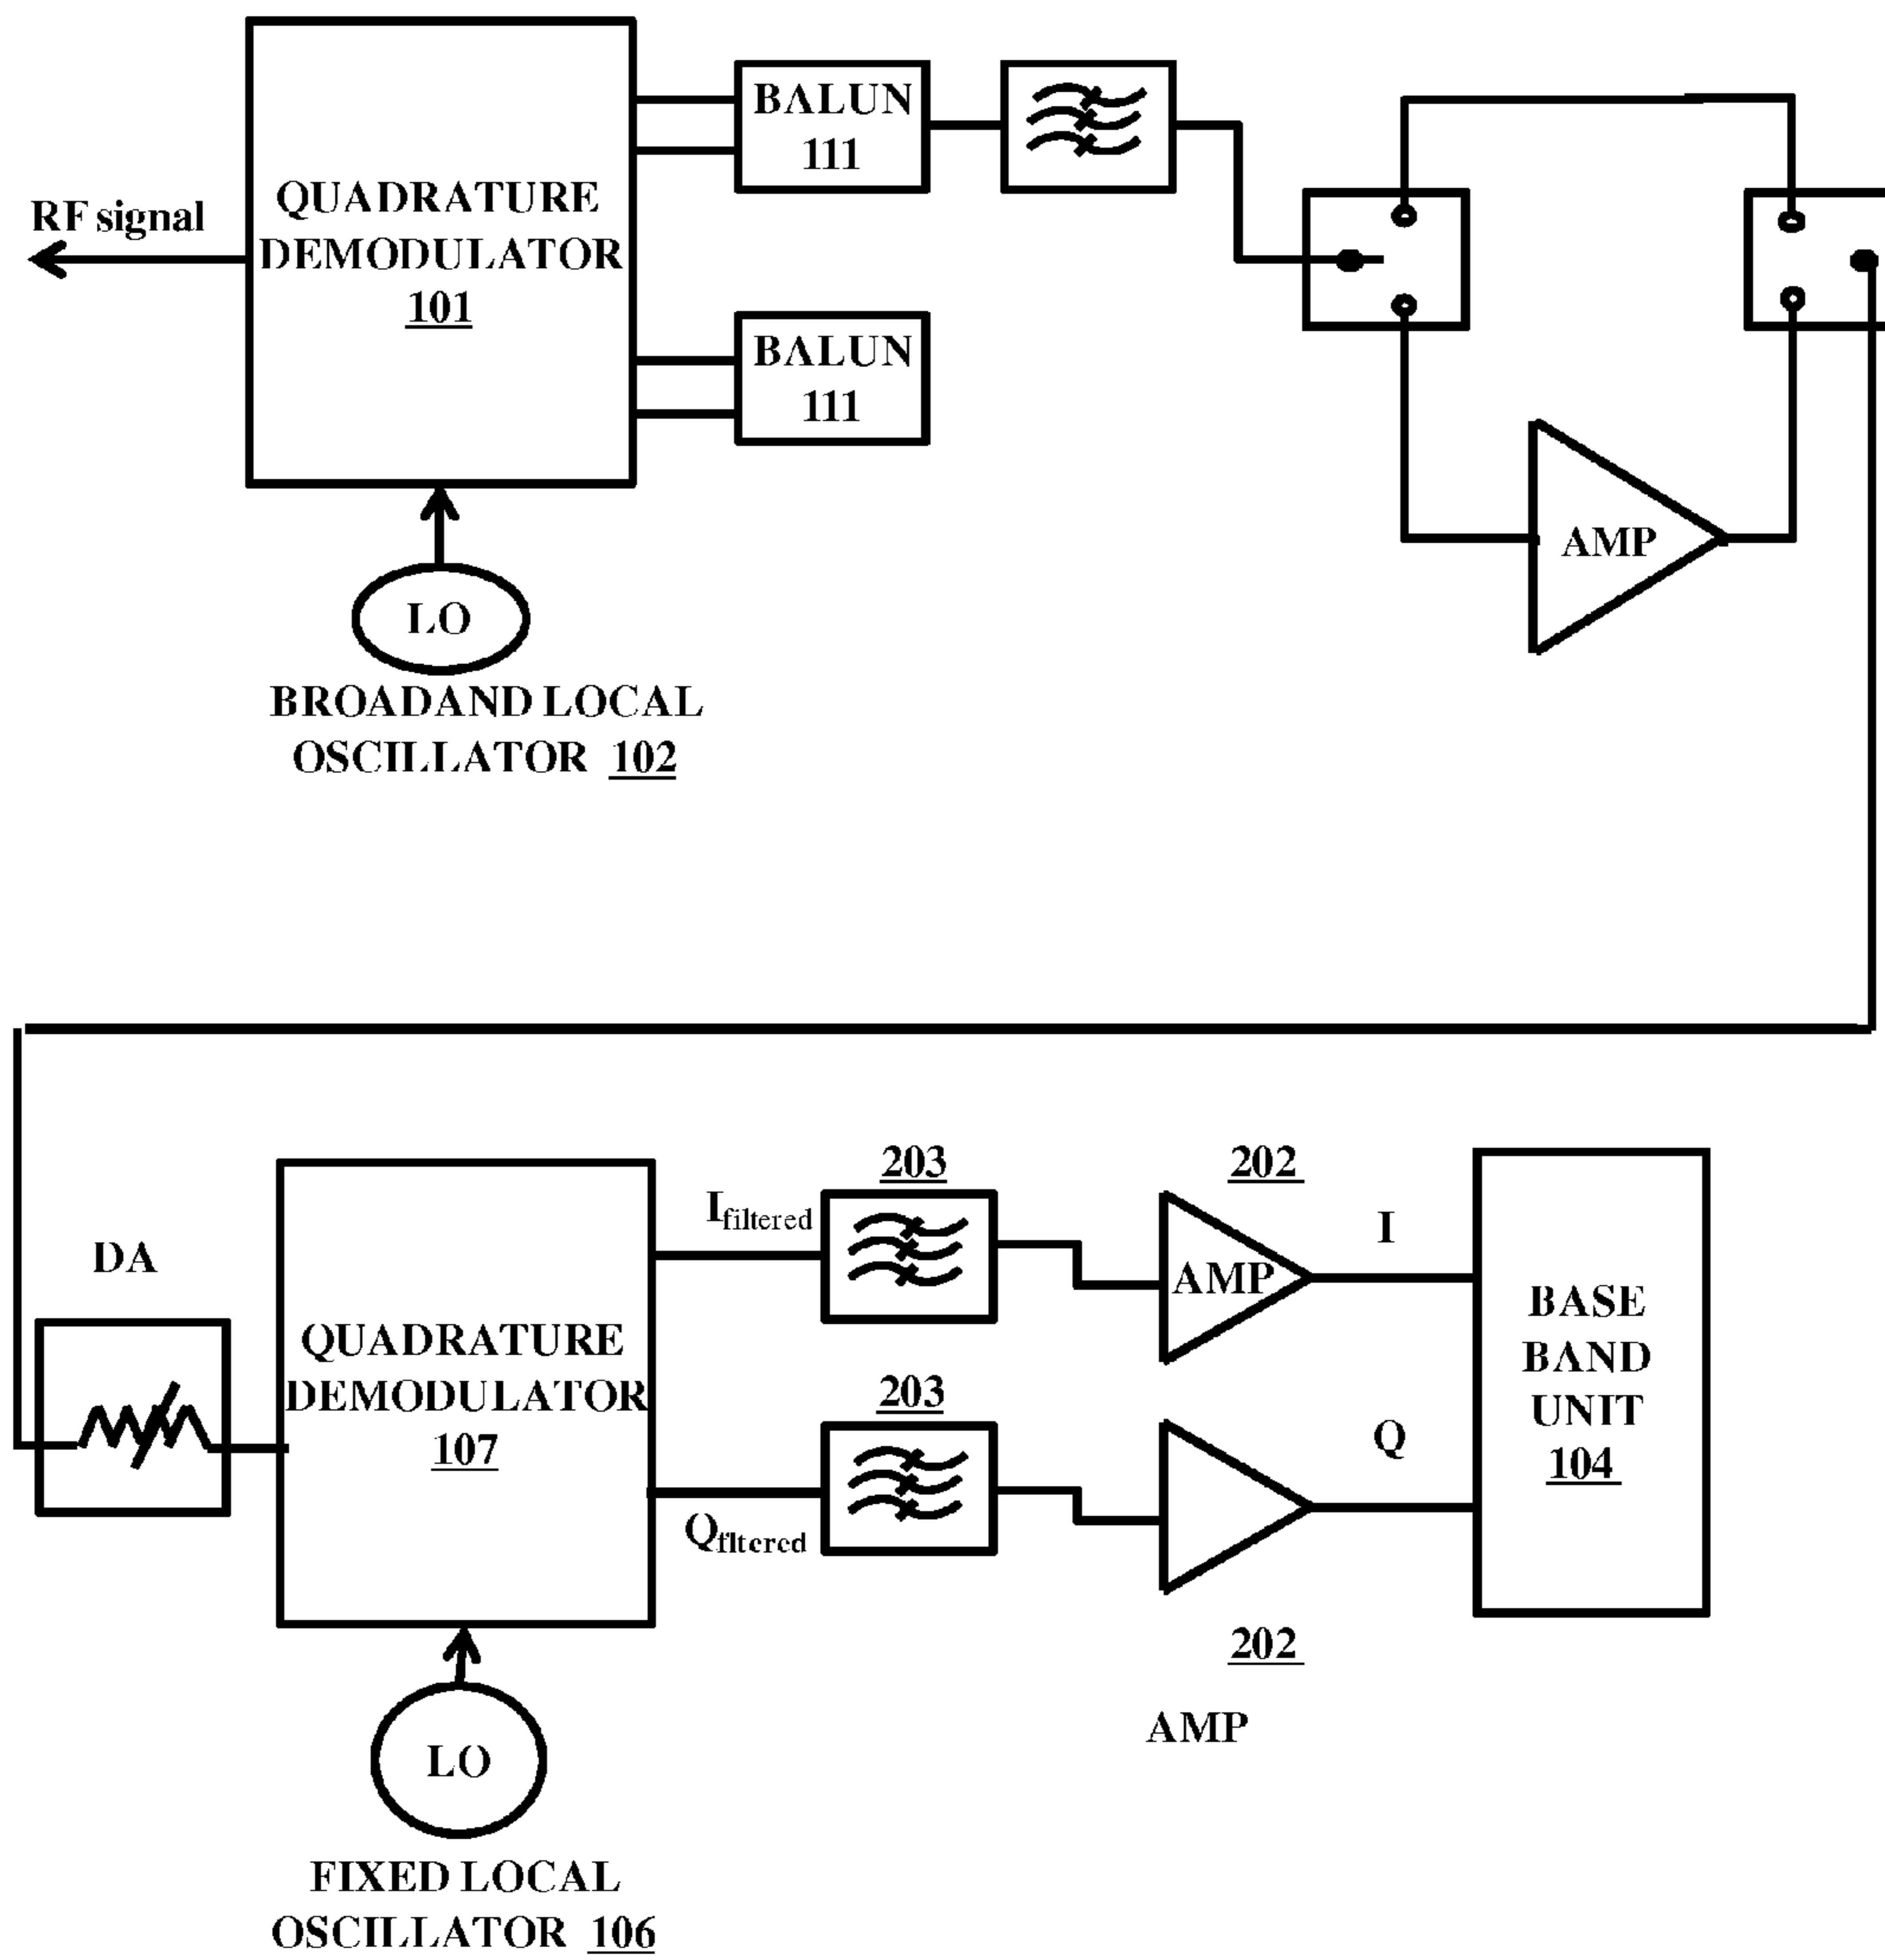 RF signal
QUADRATURE
DEMODULATOR
101
BALUN
111
BALUN
111
AMP
LO
BROADAND LOCAL
OSCILLATOR 102
DA
QUADRATURE
DEMODULATOR
107
Ifiltered
203
202
AMP
I
203
Qfltered
Q
202
AMP
BASE
BAND
UNIT
104
LO
FIXED LOCAL
OSCILLATOR 106